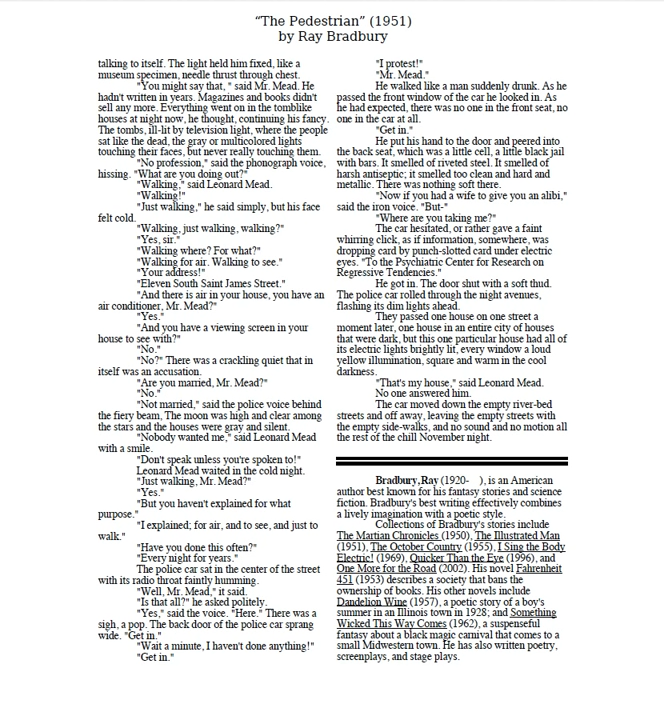 “The Pedestrian” (1951)
by Ray Bradbury
talking to itself. The light held him fixed, like a
museum specimen, needle thrust through chest.
"You might say that, " said Mr. Mead. He
hadn't written in years. Magazines and books didn't
sell any more. Everything went on in the tomblike
houses at night now, he thought, continuing his fancy.
The tombs, ill-lit by television light, where the people
sat like the dead, the gray or multicolored lights
touching their faces, but never really touching them.
"No profession," said the phonograph voice,
hissing. "What are you doing out?"
"Walking," said Leonard Mead.
"Walking!"
"Just walking," he said simply, but his face
felt cold.
"Walking, just walking, walking?"
"Yes, sir."
"Walking where? For what?"
"Walking for air. Walking to see."
"Your address!"
"Eleven South Saint James Street."
"And there is air in your house, you have an
air conditioner, Mr. Mead?"
"Yes."
"And you have a viewing screen in your
house to see with?"
"No."
"No?" There was a crackling quiet that in
itself was an accusation.
"Are you married, Mr. Mead?"
"No."
"Not married," said the police voice behind
the fiery beam, The moon was high and clear among
the stars and the houses were gray and silent.
"Nobody wanted me," said Leonard Mead
with a smile.
"Don't speak unless you're spoken to!"
Leonard Mead waited in the cold night.
"Just walking, Mr. Mead?"
"Yes."
"But you haven't explained for what
purpose."
"I explained; for air, and to see, and just to
walk."
"Have you done this often?"
"Every night for years."
The police car sat in the center of the street
with its radio throat faintly humming.
"Well, Mr. Mead," it said.
"Is that all?" he asked politely.
"Yes," said the voice. "Here." There was a
sigh, a pop. The back door of the police car sprang
wide. "Get in."
"Wait a minute, I haven't done anything!"
"Get in."
"I protest!"
"Mr. Mead."
He walked like a man suddenly drunk. As he
passed the front window of the car he looked in. As
he had expected, there was no one in the front seat, no
one in the car at all.
"Get in."
He put his hand to the door and peered into
the back seat, which was a little cell, a little black jail
with bars. It smelled of riveted steel. It smelled of
harsh antiseptic; it smelled too clean and hard and
metallic. There was nothing soft there.
"Now if you had a wife to give you an alibi,"
said the iron voice. "But-"
"Where are you taking me?"
The car hesitated, or rather gave a faint
whirring click, as if information, somewhere, was
dropping card by punch-slotted card under electric
eyes. "To the Psychiatric Center for Research on
Regressive Tendencies."
He got in. The door shut with a soft thud.
The police car rolled through the night avenues,
flashing its dim lights ahead.
They passed one house on one street a
moment later, one house in an entire city of houses
that were dark, but this one particular house had all of
its electric lights brightly lit, every window a loud
yellow illumination, square and warm in the cool
darkness.
"That's my house," said Leonard Mead.
No one answered him.
The car moved down the empty river-bed
streets and off away, leaving the empty streets with
the empty side-walks, and no sound and no motion all
the rest of the chill November night.
Bradbury, Ray (1920- ), is an American
author best known for his fantasy stories and science
fiction. Bradbury's best writing effectively combines
a lively imagination with a poetic style.
Collections of Bradbury's stories include
The Martian Chronicles (1950), The Illustrated Man
(1951), The October Country (1955), I Sing the Body
Electric! (1969), Quicker Than the Eye (1996), and
One More for the Road (2002). His novel Fahrenheit
451 (1953) describes a society that bans the
ownership of books. His other novels include
Dandelion Wine (1957), a poetic story of a boy's
summer in an Illinois town in 1928; and Something
Wicked This Way Comes (1962), a suspenseful
fantasy about a black magic carnival that comes to a
small Midwestern town. He has also written poetry,
screenplays, and stage plays.